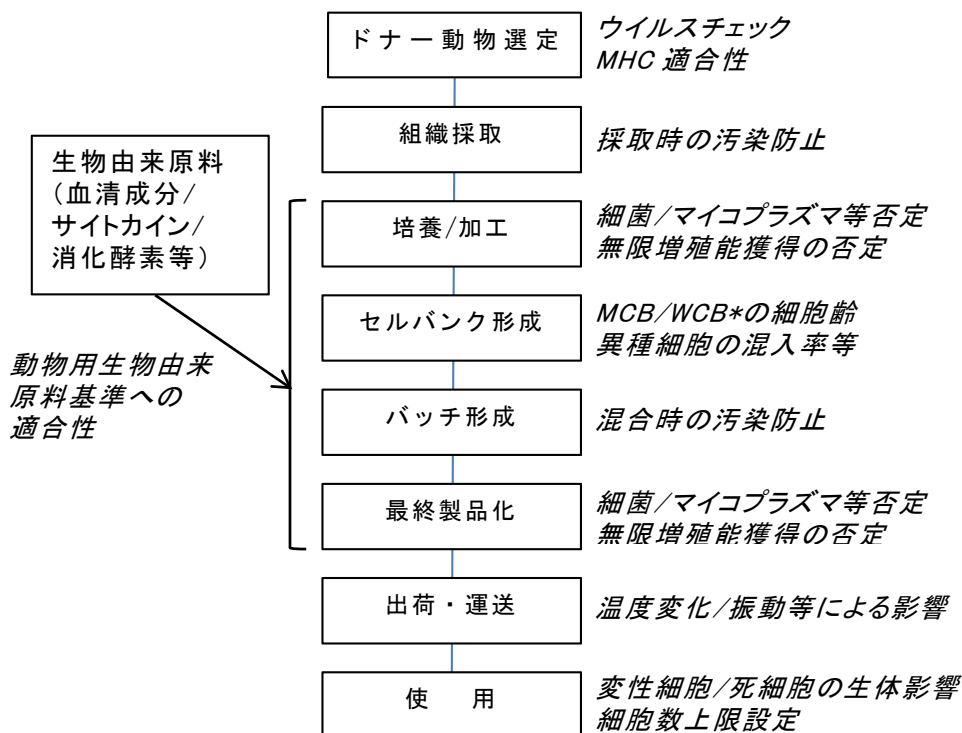 ドナー動物選定
ウイルスチェック
MHC 適合性
組織採取
採取時の汚染防止
生物由来原料
(血清成分/
サイトカイン/
消化酵素等)
培養/加工
細菌/マイコプラズマ等否定
無限増殖能獲得の否定
セルバンク形成
MCB/WCB*の細胞齢
異種細胞の混入率等
動物用生物由来
原料基準への
適合性
バッチ形成
混合時の汚染防止
最終製品化
細菌/マイコプラズマ等否定
無限増殖能獲得の否定
出荷・運送
温度変化/振動等による影響
使　用
変性細胞/死細胞の生体影響
細胞数上限設定